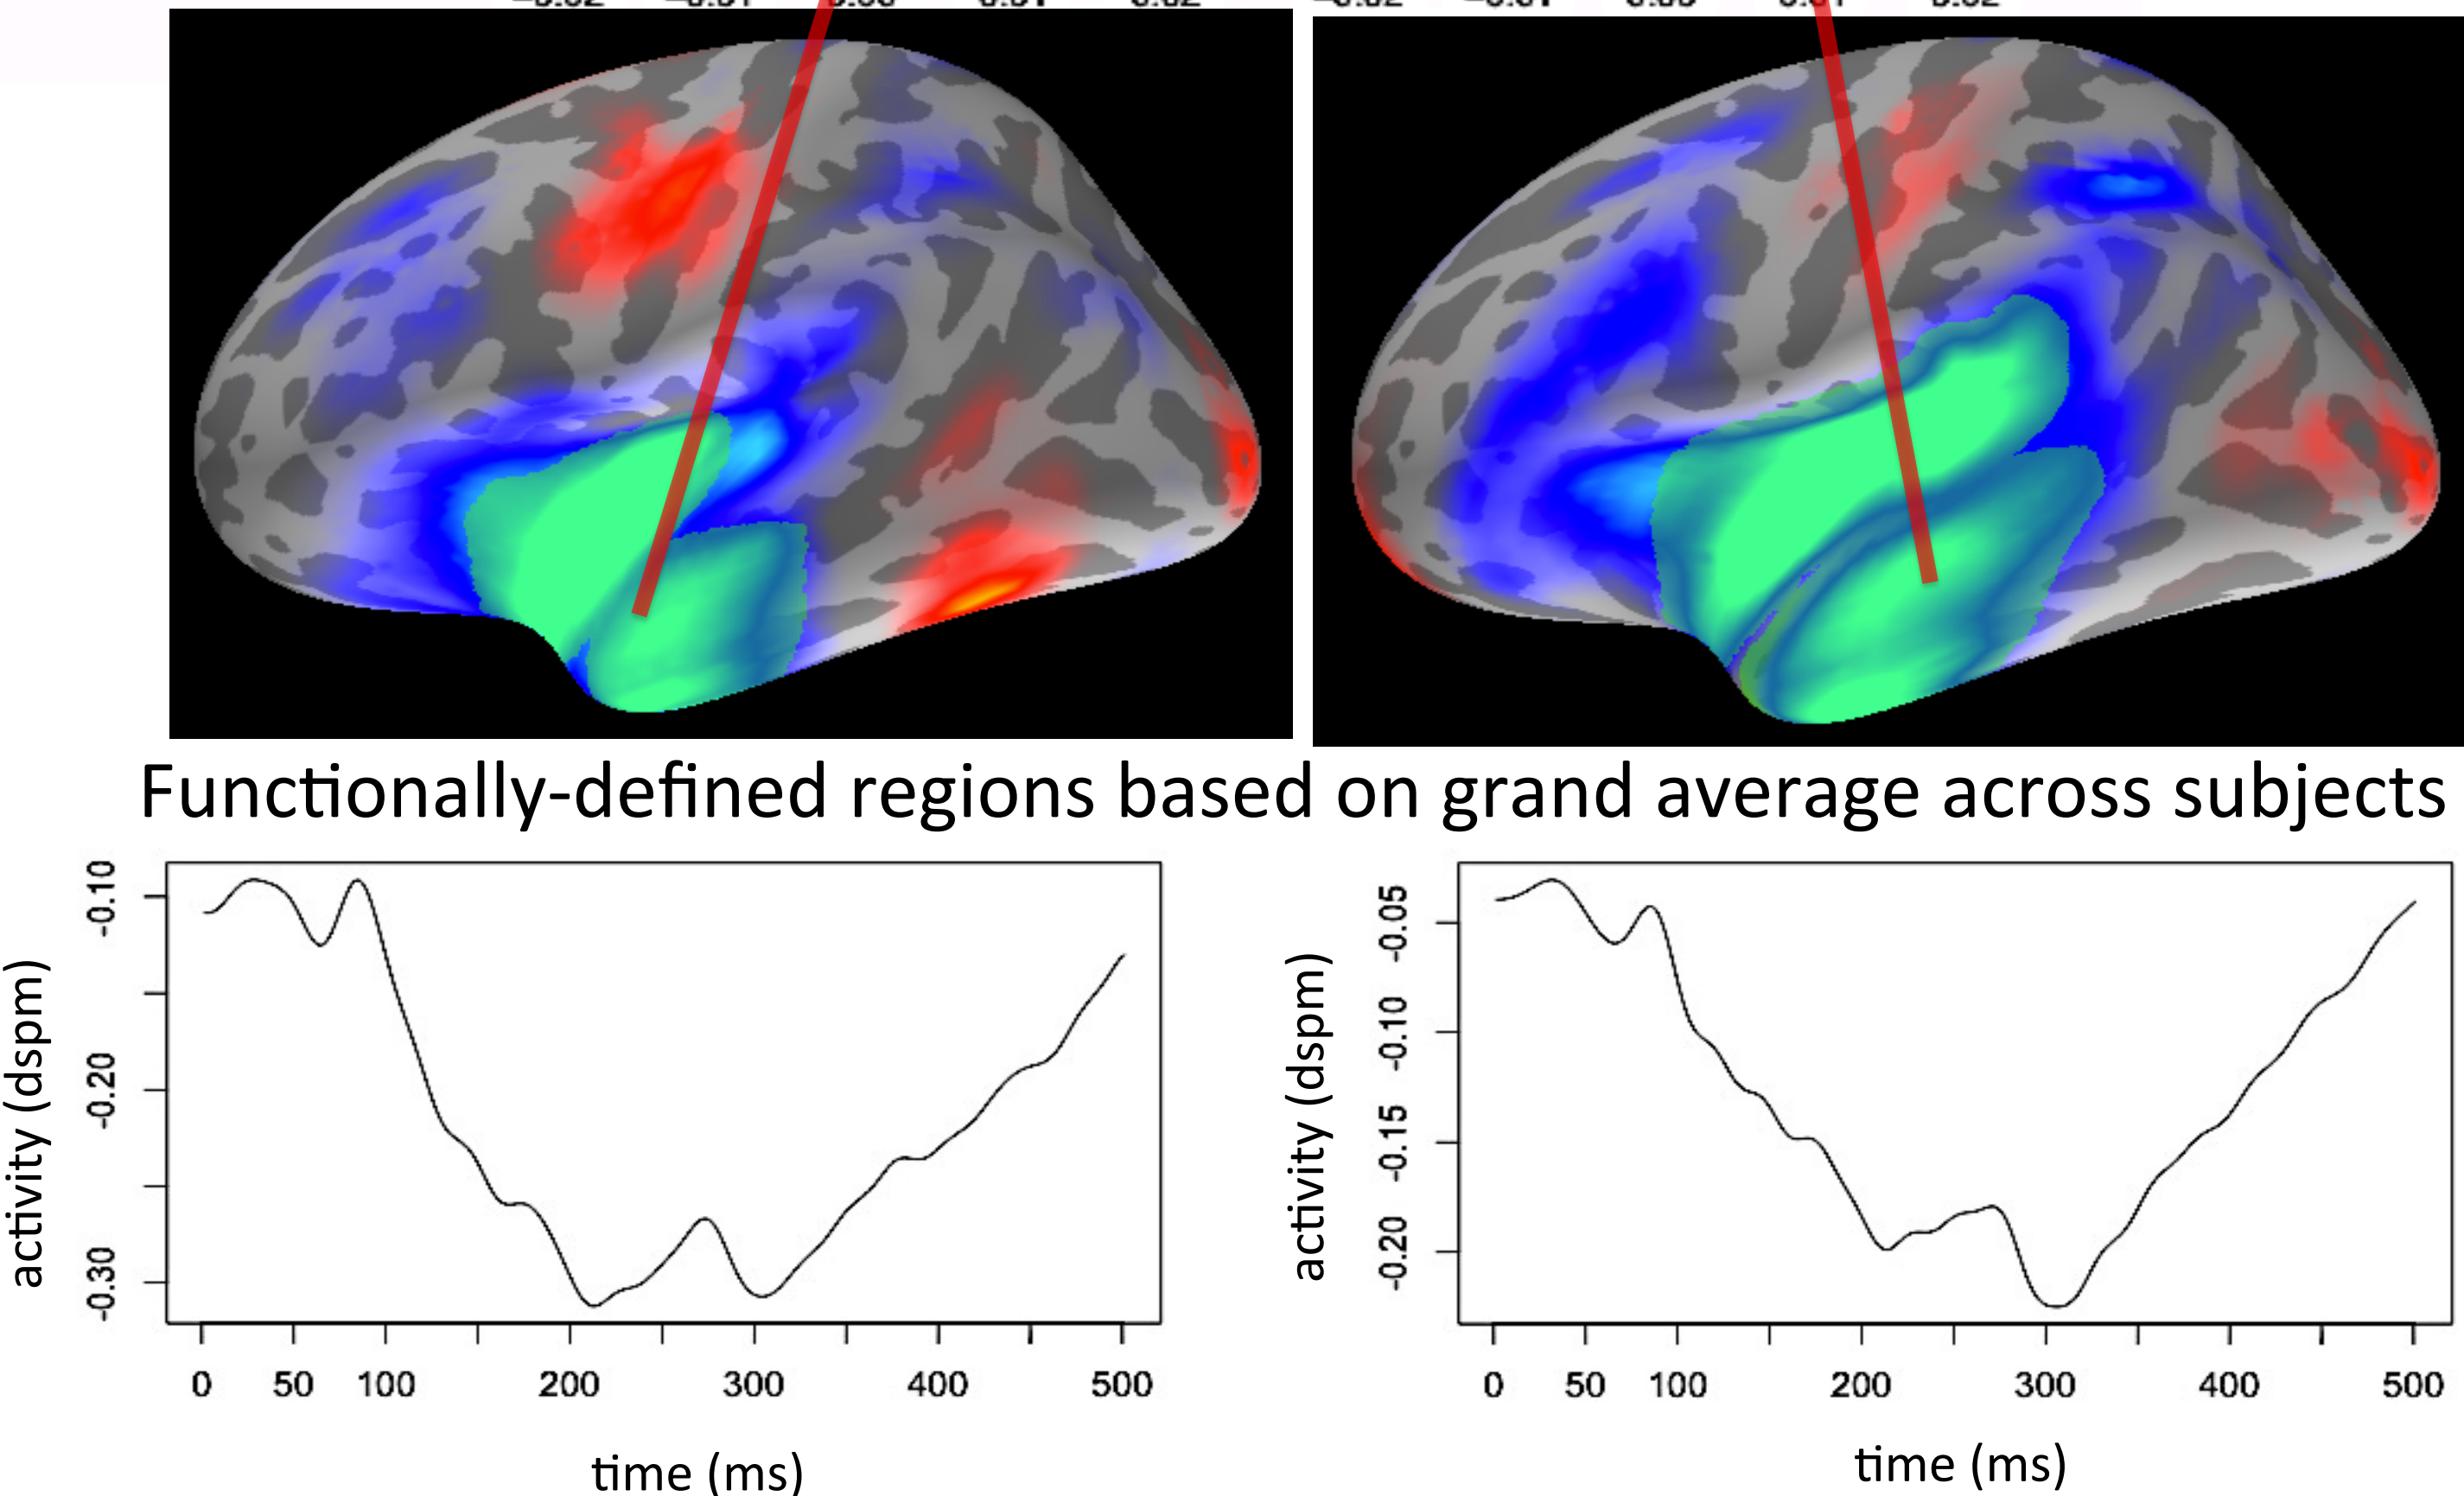 Functionally-defined regions based on grand average across subjects
activity (dspm)
-0.10
-0.20
-0.30
0 50 100 200 300 400 500
time (ms)
activity (dspm)
-0.05
-0.10
-0.15
-0.20
0 50 100 200 300 400 500
time (ms)